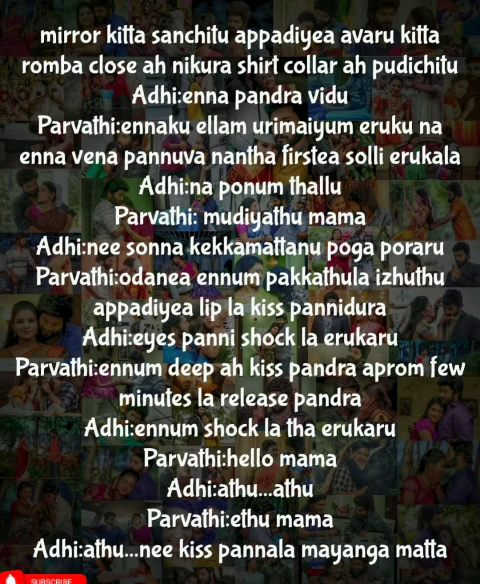 mirror kitta sanchitu appadiyea avaru kitta
romba close ah nikura shirt collar ah pudichitu
Adhi:enna pandra vidu
Parvathi:ennaku ellam urimaiyum eruku na
enna vena pannuva nantha firstea solli erukala
Adhi:na ponum thallu
Parvathi: mudiyathu mama
Adhi:nee sonna kekkamattanu poga poraru
Parvathi:odanea ennum pakkathula izhuthu
appadiyea lip la kiss pannidura
Adhi:eyes panni shock la erukaru
Parvathi:ennum deep ah kiss pandra aprom few
minutes la release pandra
Adhi:ennum shock la tha erukaru
Parvathi:hello mama
Adhi:athu...athu
Parvathi:ethu mama
Adhi:athu...nee kiss pannala mayanga matta
SUBSCRIBE